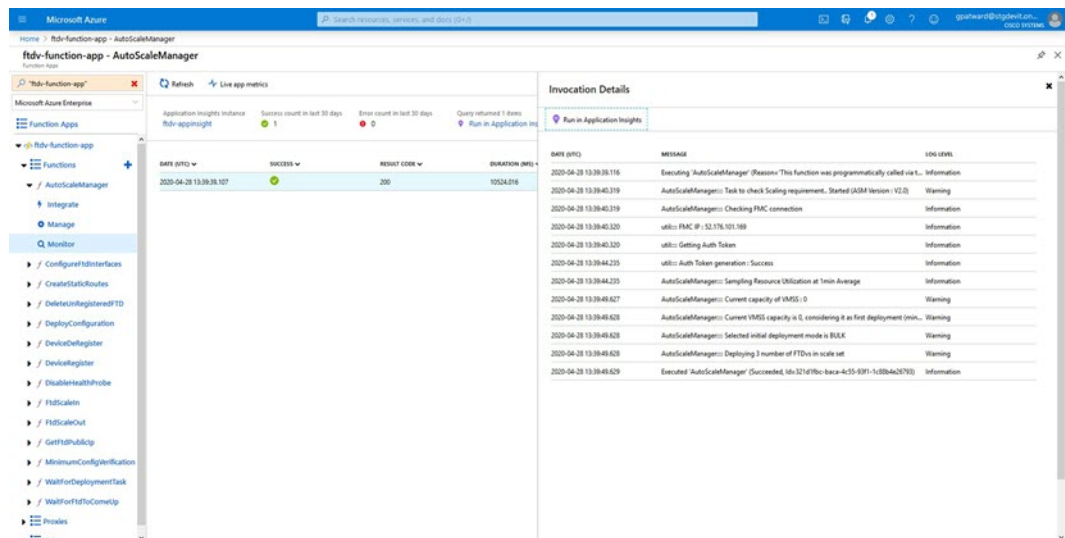 Microsoft Azure
Search resources, services, and docs (G+/)
gpatward@stgdevit.on...
CISCO SYSTEMS
Home > ftdv-function-app - AutoScaleManager
ftdv-function-app - AutoScaleManager
Function Apps
"ftdv-function-app"
Microsoft Azure Enterprise
Function Apps
ftdv-function-app
Functions
AutoScaleManager
Integrate
Manage
Monitor
ConfigureFtdInterfaces
CreateStaticRoutes
DeleteUnRegisteredFTD
DeployConfiguration
DeviceDeRegister
DeviceRegister
DisableHealthProbe
FtdScaleIn
FtdScaleOut
GetFtdPublicIp
MinimumConfigVerification
WaitForDeploymentTask
WaitForFtdToComeUp
Proxies
Refresh Live app metrics
Application Insights Instance Success count in last 30 days Error count in last 30 days Query returned 1 items
ftdv-appinsight 1 0 Run in Application Ins
DATE (UTC) SUCCESS RESULT CODE DURATION (MS)
2020-04-28 13:39:39.107 200 10524.016
Invocation Details
Run in Application Insights
DATE (UTC) MESSAGE LOG LEVEL
2020-04-28 13:39:39.116 Executing 'AutoScaleManager' (Reason='This function was programmatically called via t... Information
2020-04-28 13:39:40.319 AutoScaleManager::: Task to check Scaling requirement.. Started (ASM Version : V2.0) Warning
2020-04-28 13:39:40.319 AutoScaleManager::: Checking FMC connection Information
2020-04-28 13:39:40.320 util::: FMC IP : 52.176.101.169 Information
2020-04-28 13:39:40.320 util::: Getting Auth Token Information
2020-04-28 13:39:44.235 util::: Auth Token generation : Success Information
2020-04-28 13:39:44.235 AutoScaleManager::: Sampling Resource Utilization at 1min Average Information
2020-04-28 13:39:49.627 AutoScaleManager::: Current capacity of VMSS : 0 Warning
2020-04-28 13:39:49.628 AutoScaleManager::: Current VMSS capacity is 0, considering it as first deployment (min... Warning
2020-04-28 13:39:49.628 AutoScaleManager::: Selected initial deployment mode is BULK Warning
2020-04-28 13:39:49.628 AutoScaleManager::: Deploying 3 number of FTDvs in scale set Warning
2020-04-28 13:39:49.629 Executed 'AutoScaleManager' (Succeeded, Id=321d1fbc-baca-4c55-93f1-1c88b4e26793) Information